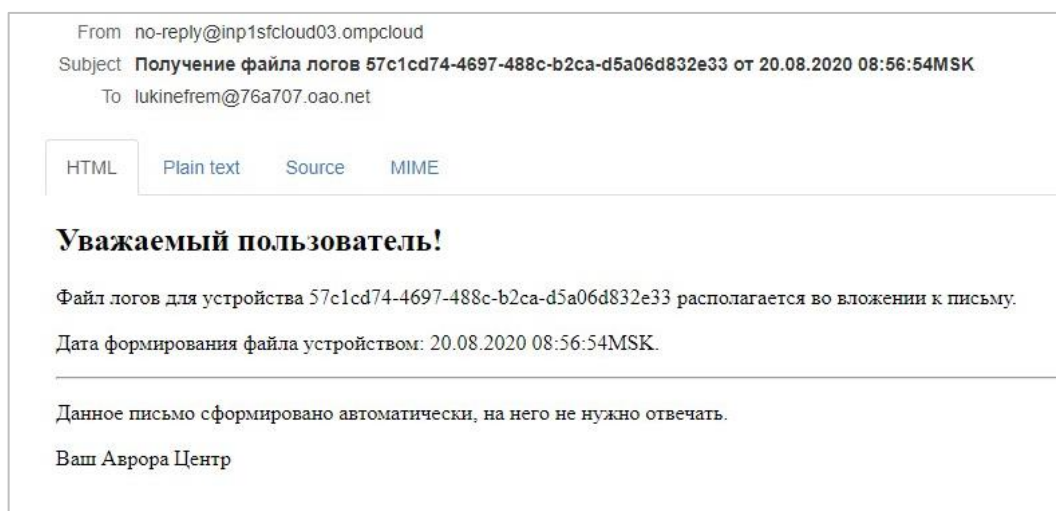 From no-reply@inp1sfcloud03.ompcloud
Subject Получение файла логов 57c1cd74-4697-488c-b2ca-d5a06d832e33 от 20.08.2020 08:56:54MSK
To lukinefrem@76a707.oao.net
HTML Plain text Source MIME
Уважаемый пользователь!
Файл логов для устройства 57c1cd74-4697-488c-b2ca-d5a06d832e33 располагается во вложении к письму.
Дата формирования файла устройством: 20.08.2020 08:56:54MSK.
Данное письмо сформировано автоматически, на него не нужно отвечать.
Ваш Аврора Центр